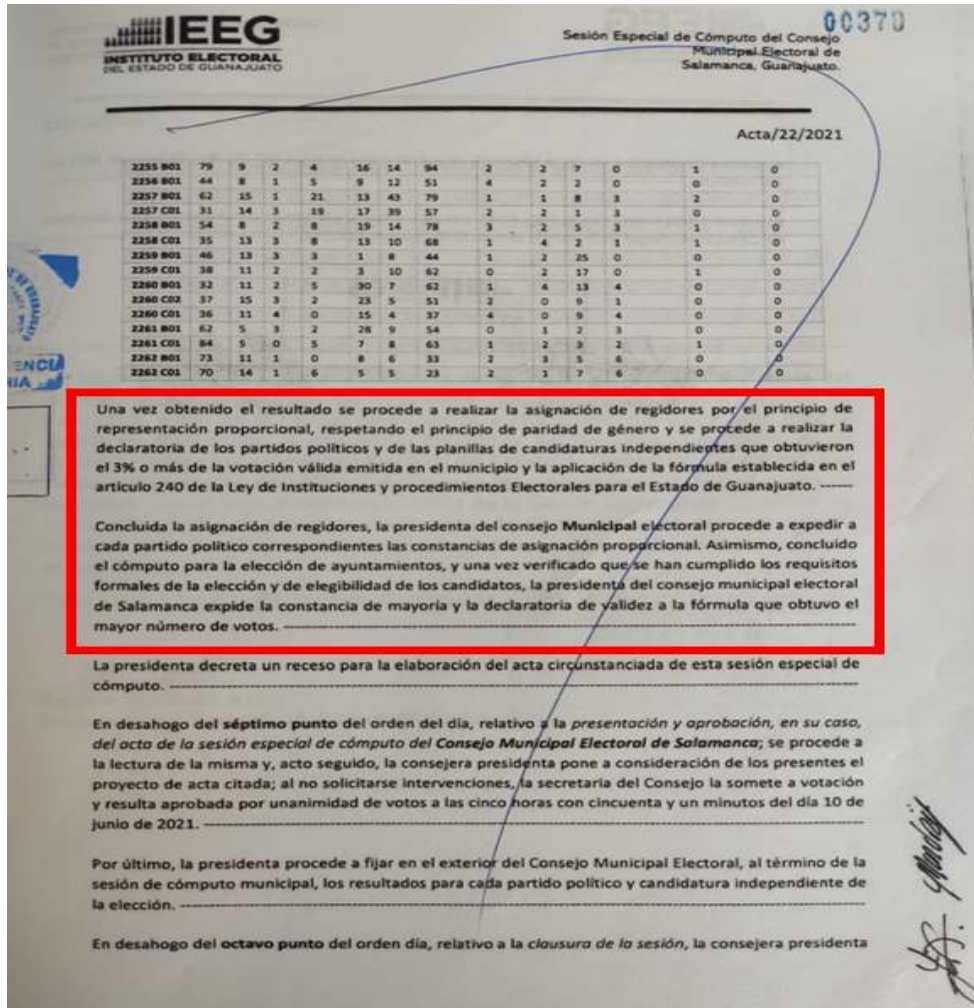 00370
IEEG
INSTITUTO ELECTORAL
DEL ESTADO DE GUANAJUATO
Sesión Especial de Cómputo del Consejo
Municipal Electoral de
Salamanca, Guanajuato.
Acta/22/2021
2255 B01 79 9 2 4 16 14 94 2 2 7 0 1 0
2256 B01 44 8 1 5 9 12 51 4 2 2 0 0 0
2257 B01 62 15 1 21 13 43 79 1 1 8 3 2 0
2257 C01 31 14 3 19 17 39 57 2 2 1 3 0 0
2258 B01 54 8 2 8 19 14 78 3 2 5 3 1 0
2258 C01 35 13 3 8 13 10 68 1 4 2 1 1 0
2259 B01 46 13 3 3 1 8 44 1 2 25 0 0 0
2259 C01 38 11 2 2 3 10 62 0 2 17 0 1 0
2260 B01 32 11 2 5 30 7 62 1 4 13 4 0 0
2260 C02 37 15 3 2 23 5 51 2 0 9 1 0 0
2260 C01 36 11 4 0 15 4 37 4 0 9 4 0 0
2261 B01 62 5 3 2 28 9 54 0 1 2 3 0 0
2261 C01 84 5 0 5 7 8 63 1 2 3 2 1 0
2262 B01 73 11 1 0 8 6 33 2 3 5 6 0 0
2262 C01 70 14 1 6 5 5 23 2 1 7 6 0 0
Una vez obtenido el resultado se procede a realizar la asignación de regidores por el principio de
representación proporcional, respetando el principio de paridad de género y se procede a realizar la
declaratoria de los partidos políticos y de las planillas de candidaturas independientes que obtuvieron
el 3% o más de la votación válida emitida en el municipio y la aplicación de la fórmula establecida en el
artículo 240 de la Ley de Instituciones y procedimientos Electorales para el Estado de Guanajuato. ------
Concluida la asignación de regidores, la presidenta del consejo Municipal electoral procede a expedir a
cada partido político correspondientes las constancias de asignación proporcional. Asimismo, concluido
el cómputo para la elección de ayuntamientos, y una vez verificado que se han cumplido los requisitos
formales de la elección y de elegibilidad de los candidatos, la presidenta del consejo municipal electoral
de Salamanca expide la constancia de mayoría y la declaratoria de validez a la fórmula que obtuvo el
mayor número de votos. ------
La presidenta decreta un receso para la elaboración del acta circunstanciada de esta sesión especial de
cómputo. ------
En desahogo del séptimo punto del orden del día, relativo a la presentación y aprobación, en su caso,
del acta de la sesión especial de cómputo del Consejo Municipal Electoral de Salamanca; se procede a
la lectura de la misma y, acto seguido, la consejera presidenta pone a consideración de los presentes el
proyecto de acta citada; al no solicitarse intervenciones, la secretaria del Consejo la somete a votación
y resulta aprobada por unanimidad de votos a las cinco horas con cincuenta y un minutos del día 10 de
junio de 2021. ------
Por último, la presidenta procede a fijar en el exterior del Consejo Municipal Electoral, al término de la
sesión de cómputo municipal, los resultados para cada partido político y candidatura independiente de
la elección. ------
En desahogo del octavo punto del orden día, relativo a la clausura de la sesión, la consejera presidenta